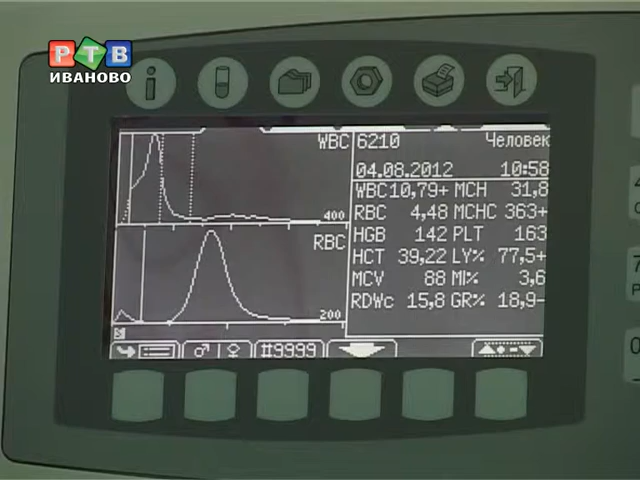 РТВ
ИВАНОВО
WBC
400
RBC
200
6210 Человек
04.08.2012 10:58
WBC 10,79+ MCH 31,8
RBC 4,48 MCHC 363+
HGB 142 PLT 163
HCT 39,22 LY% 77,5+
MCV 88 MI% 3,6
RDWc 15,8 GR% 18,9-
#9999